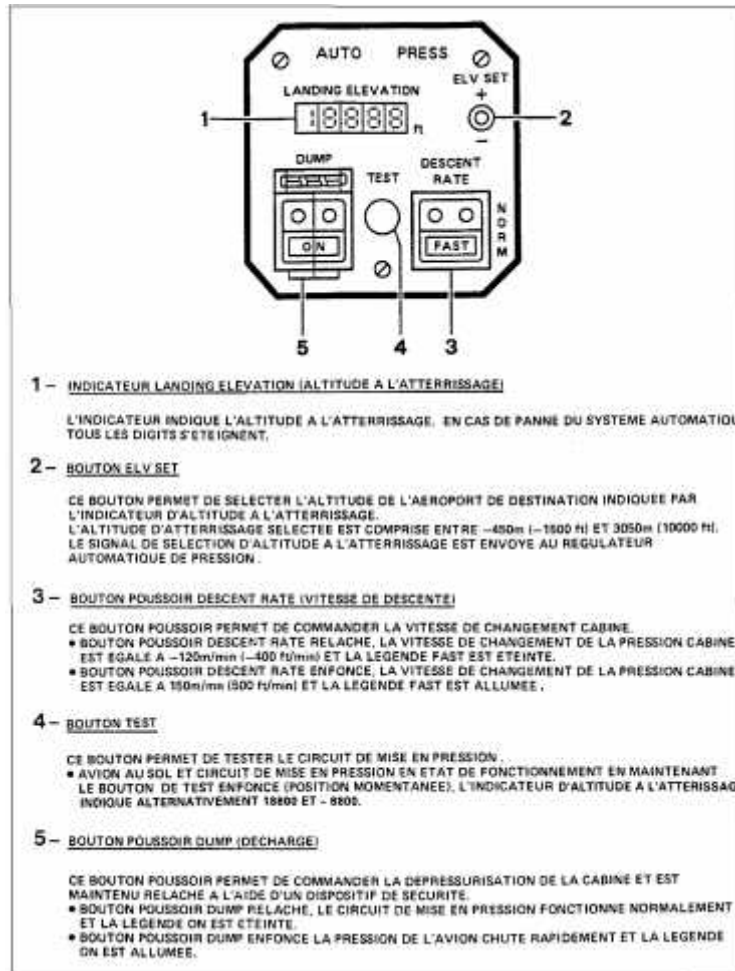 AUTO PRESS
ELV SET
LANDING ELEVATION
+
1
18888 ft
2
−
DUMP
TEST
DESCENT
RATE
ON
FAST
NORM
5
4
3
1 – INDICATEUR LANDING ELEVATION (ALTITUDE A L'ATTERRISSAGE)
L'INDICATEUR INDIQUE L'ALTITUDE A L'ATTERRISSAGE. EN CAS DE PANNE DU SYSTEME AUTOMATIQU
TOUS LES DIGITS S'ETEIGNENT.
2 – BOUTON ELV SET
CE BOUTON PERMET DE SELECTER L'ALTITUDE DE L'AEROPORT DE DESTINATION INDIQUEE PAR
L'INDICATEUR D'ALTITUDE A L'ATTERRISSAGE.
L'ALTITUDE D'ATTERRISSAGE SELECTEE EST COMPRISE ENTRE −450m (−1500 ft) ET 3050m (10000 ft).
LE SIGNAL DE SELECTION D'ALTITUDE A L'ATTERRISSAGE EST ENVOYE AU REGULATEUR
AUTOMATIQUE DE PRESSION.
3 – BOUTON POUSSOIR DESCENT RATE (VITESSE DE DESCENTE)
CE BOUTON POUSSOIR PERMET DE COMMANDER LA VITESSE DE CHANGEMENT CABINE.
• BOUTON POUSSOIR DESCENT RATE RELACHE, LA VITESSE DE CHANGEMENT DE LA PRESSION CABINE
EST EGALE A −120m/min (−400 ft/min) ET LA LEGENDE FAST EST ETEINTE.
• BOUTON POUSSOIR DESCENT RATE ENFONCE, LA VITESSE DE CHANGEMENT DE LA PRESSION CABINE
EST EGALE A 150m/mn (500 ft/min) ET LA LEGENDE FAST EST ALLUMEE.
4 – BOUTON TEST
CE BOUTON PERMET DE TESTER LE CIRCUIT DE MISE EN PRESSION.
• AVION AU SOL ET CIRCUIT DE MISE EN PRESSION EN ETAT DE FONCTIONNEMENT EN MAINTENANT
LE BOUTON DE TEST ENFONCE (POSITION MOMENTANEE), L'INDICATEUR D'ALTITUDE A L'ATTERISSAG
INDIQUE ALTERNATIVEMENT 18800 ET − 8800.
5 – BOUTON POUSSOIR DUMP (DECHARGE)
CE BOUTON POUSSOIR PERMET DE COMMANDER LA DEPRESSURISATION DE LA CABINE ET EST
MAINTENU RELACHE A L'AIDE D'UN DISPOSITIF DE SECURITE.
• BOUTON POUSSOIR DUMP RELACHE, LE CIRCUIT DE MISE EN PRESSION FONCTIONNE NORMALEMENT
ET LA LEGENDE ON EST ETEINTE.
• BOUTON POUSSOIR DUMP ENFONCE LA PRESSION DE L'AVION CHUTE RAPIDEMENT ET LA LEGENDE
ON EST ALLUMEE.